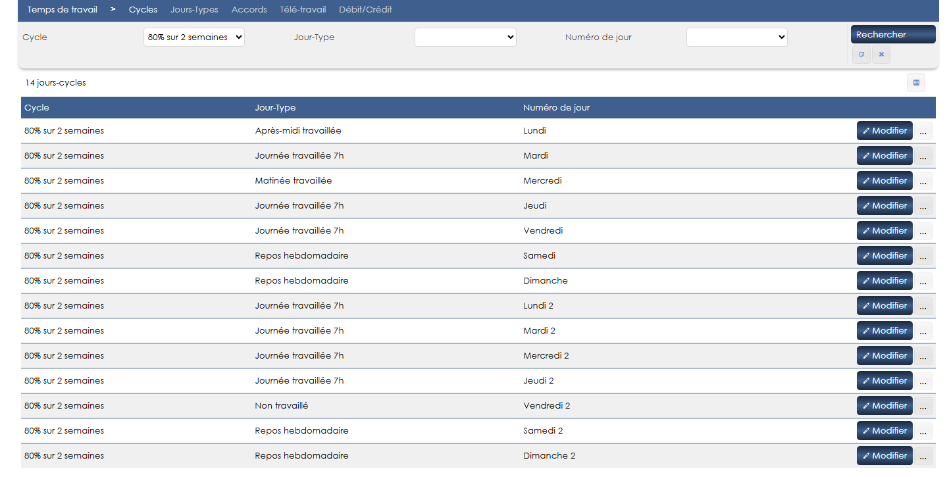 Temps de travail > Cycles Jours-Types Accords Télé-travail Débit/Crédit
Cycle 80% sur 2 semaines Jour-Type Numéro de jour Rechercher
14 jours-cycles
Cycle Jour-Type Numéro de jour
80% sur 2 semaines Après-midi travaillée Lundi Modifier ...
80% sur 2 semaines Journée travaillée 7h Mardi Modifier ...
80% sur 2 semaines Matinée travaillée Mercredi Modifier ...
80% sur 2 semaines Journée travaillée 7h Jeudi Modifier ...
80% sur 2 semaines Journée travaillée 7h Vendredi Modifier ...
80% sur 2 semaines Repos hebdomadaire Samedi Modifier ...
80% sur 2 semaines Repos hebdomadaire Dimanche Modifier ...
80% sur 2 semaines Journée travaillée 7h Lundi 2 Modifier ...
80% sur 2 semaines Journée travaillée 7h Mardi 2 Modifier ...
80% sur 2 semaines Journée travaillée 7h Mercredi 2 Modifier ...
80% sur 2 semaines Journée travaillée 7h Jeudi 2 Modifier ...
80% sur 2 semaines Non travaillé Vendredi 2 Modifier ...
80% sur 2 semaines Repos hebdomadaire Samedi 2 Modifier ...
80% sur 2 semaines Repos hebdomadaire Dimanche 2 Modifier ...